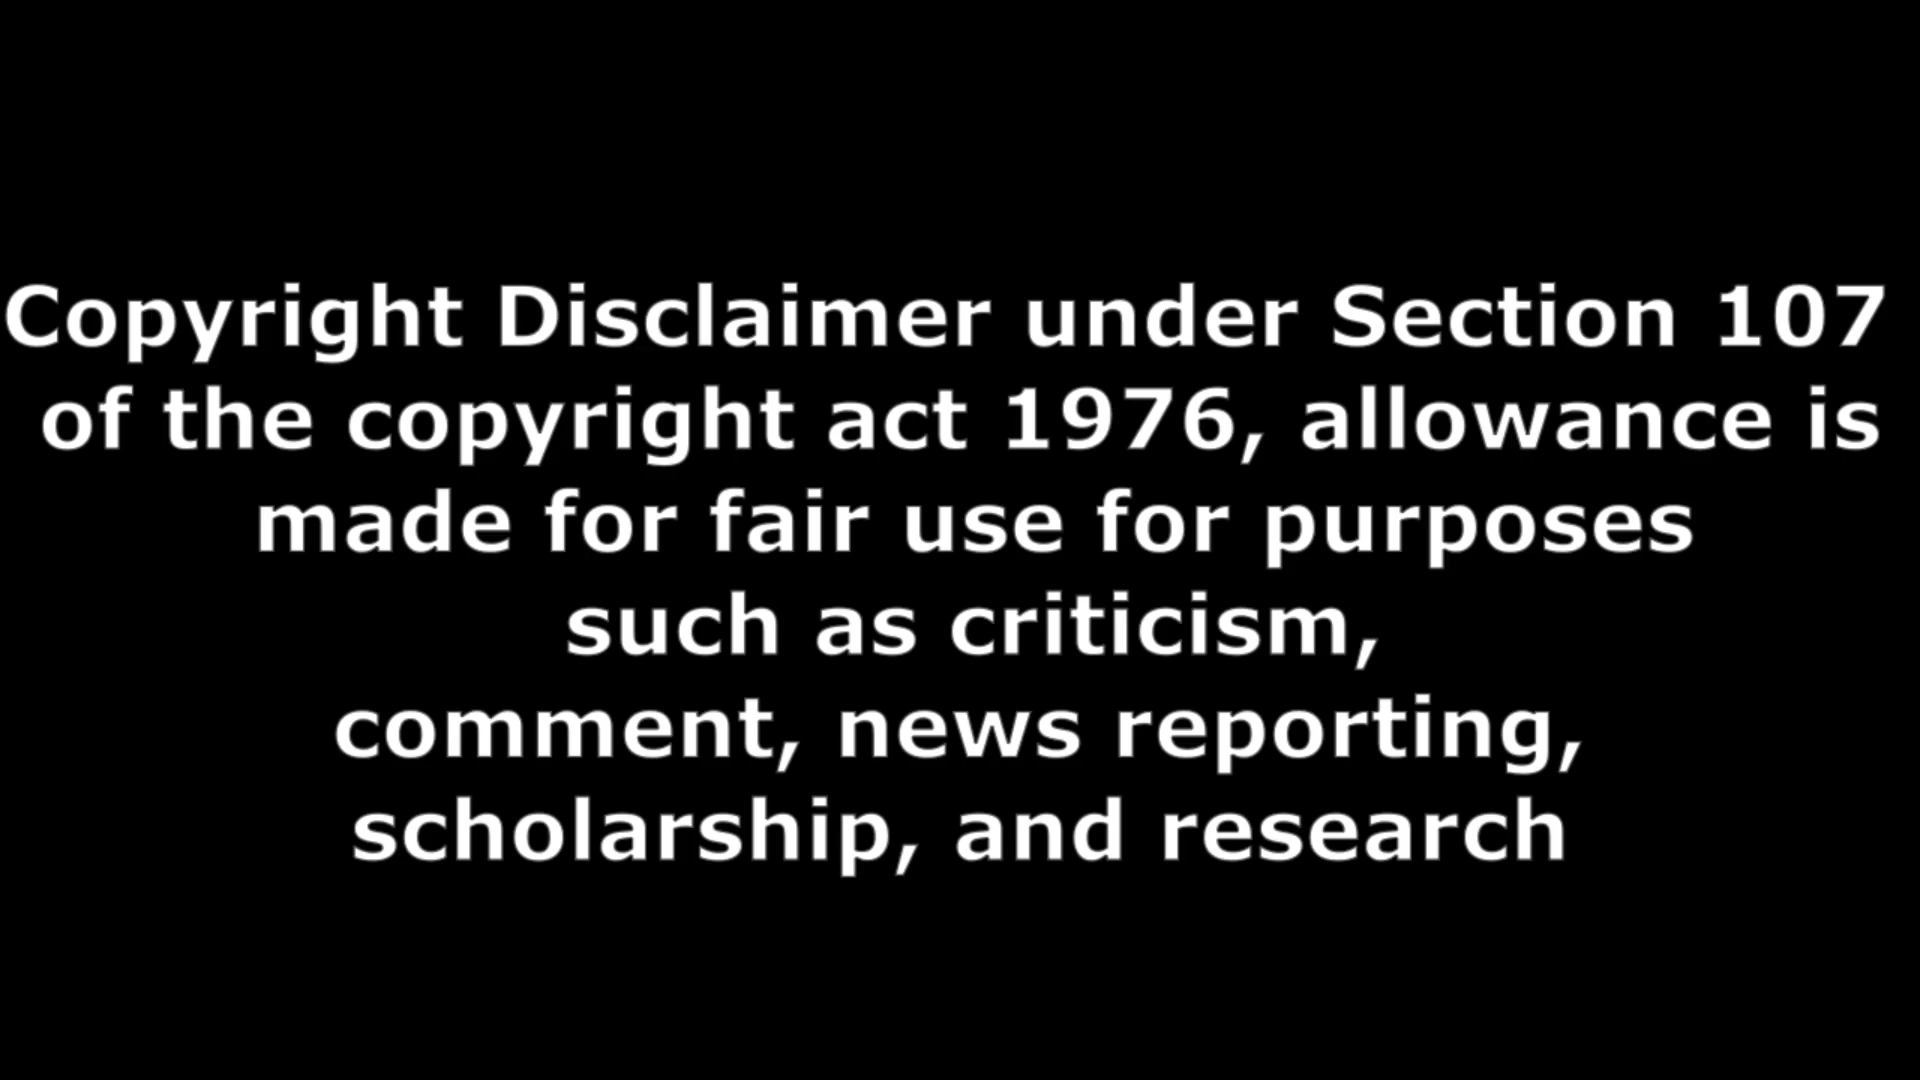 Copyright Disclaimer under Section 107
of the copyright act 1976, allowance is
made for fair use for purposes
such as criticism,
comment, news reporting,
scholarship, and research